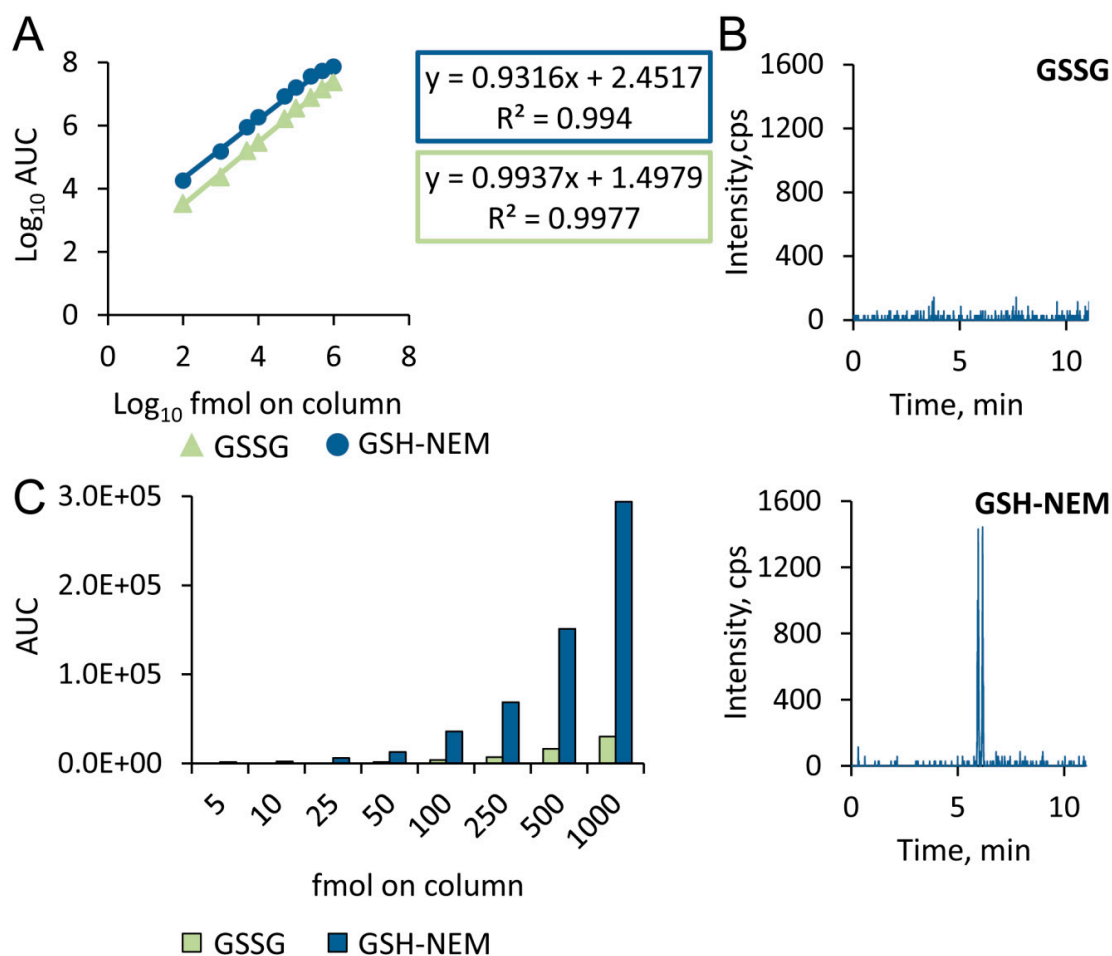 A
8
6
4
2
0
Log₁₀ AUC
0 2 4 6 8
Log₁₀ fmol on column
GSSG GSH-NEM
y = 0.9316x + 2.4517
R² = 0.994
y = 0.9937x + 1.4979
R² = 0.9977
B
GSSG
1600
1200
800
400
0
Intensity,cps
0 5 10
Time, min
GSH-NEM
1600
1200
800
400
0
Intensity, cps
0 5 10
Time, min
C
3.0E+05
2.0E+05
1.0E+05
0.0E+00
AUC
5 10 25 50 100 250 500 1000
fmol on column
GSSG GSH-NEM